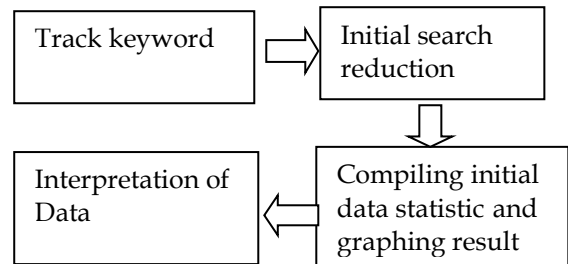 Track keyword
Initial search
reduction
Compiling initial
data statistic and
graphing result
Interpretation of
Data